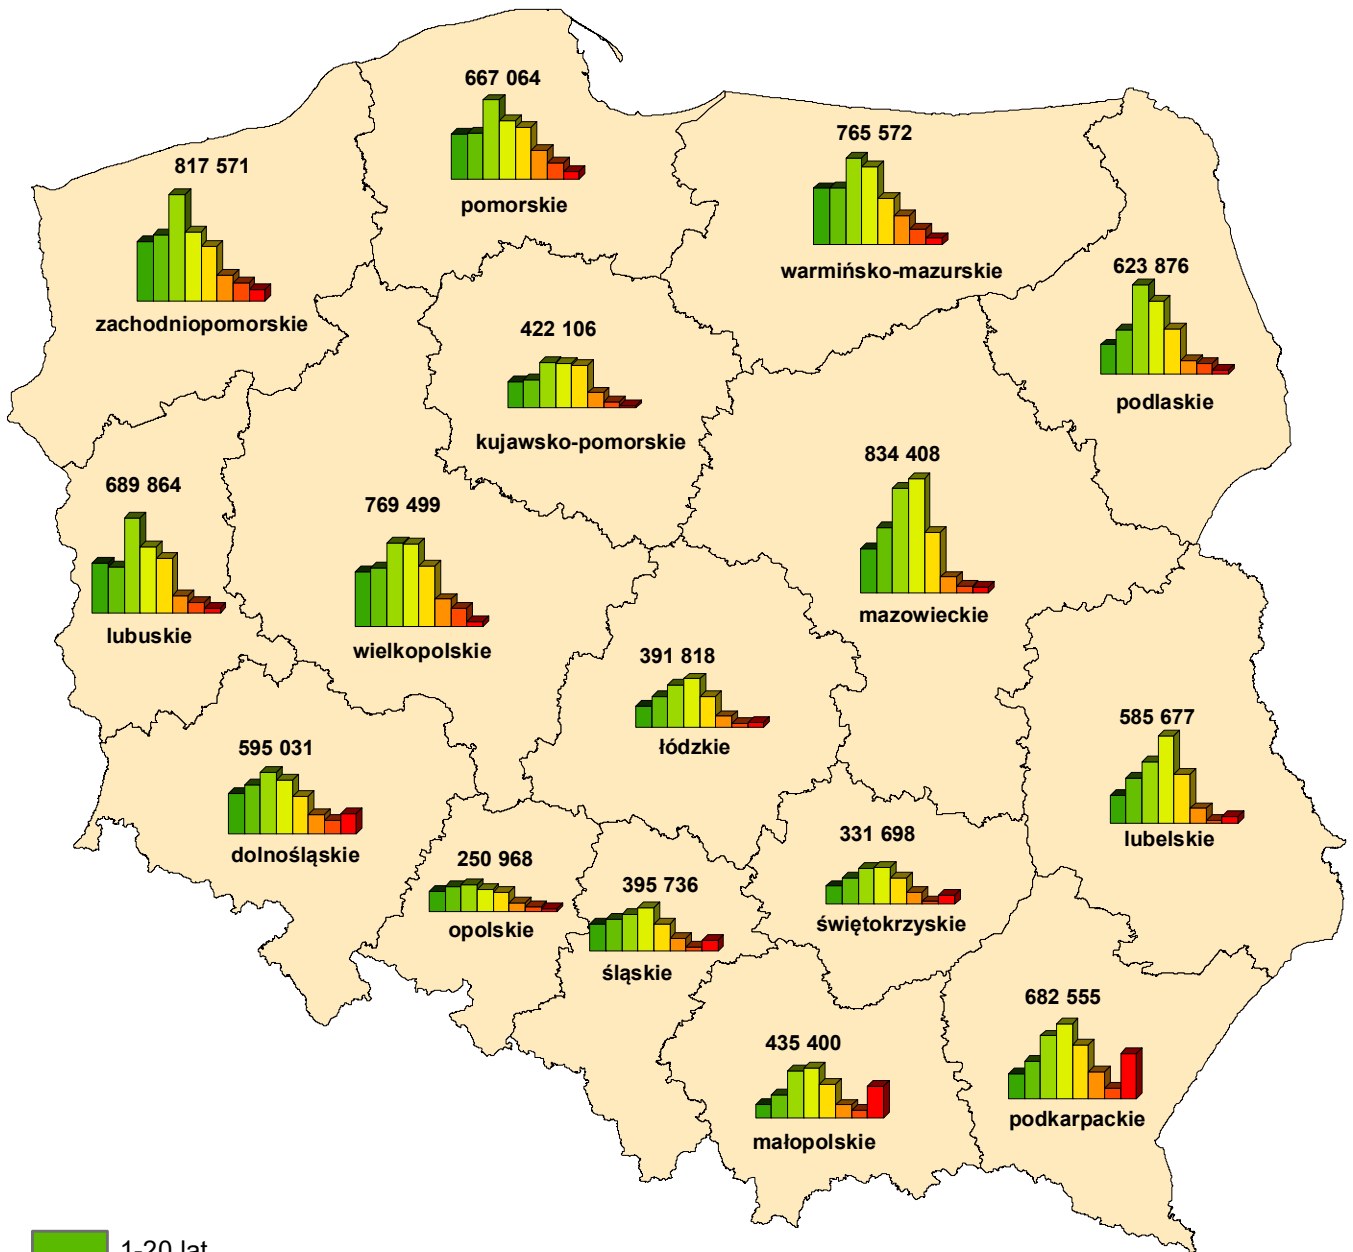 667 064
pomorskie
765 572
warmińsko-mazurskie
817 571
zachodniopomorskie
623 876
podlaskie
422 106
kujawsko-pomorskie
834 408
mazowieckie
689 864
lubuskie
769 499
wielkopolskie
391 818
łódzkie
585 677
lubelskie
595 031
dolnośląskie
331 698
świętokrzyskie
250 968
opolskie
395 736
śląskie
682 555
podkarpackie
435 400
małopolskie
1-20 lat